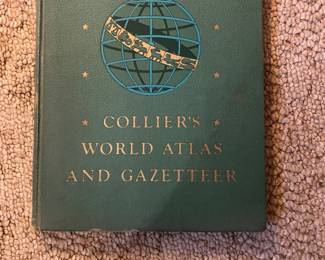 COLLIER'S
WORLD ATLAS
AND GAZETTEER